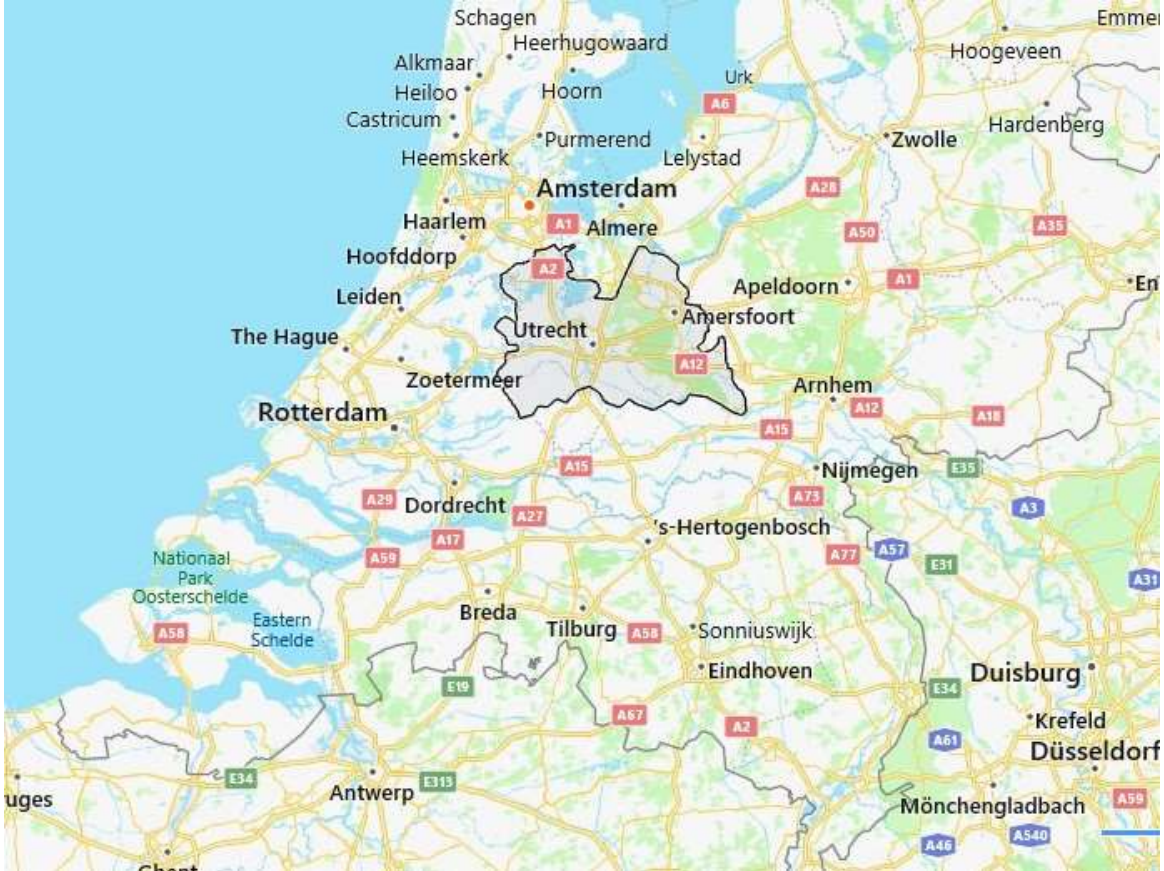 Schagen
Emme
Heerhugowaard
Hoogeveen
Alkmaar
Urk
Heiloo
Hoorn
A6
Castricum
Hardenberg
Purmerend
Zwolle
Heemskerk
Lelystad
Amsterdam
A28
Haarlem
A1
Almere
A50
A35
Hoofddorp
A2
Apeldoorn
A1
En
Leiden
Amersfoort
The Hague
Utrecht
A12
Zoetermeer
Arnhem
Rotterdam
A12
A18
A15
A15
Nijmegen
E35
A29
Dordrecht
A27
A73
A3
's-Hertogenbosch
A17
A59
A77
A57
Nationaal
Park
Oosterschelde
E31
A31
Eastern
Schelde
Breda
A58
Tilburg
A58
Sonniuswijk
Eindhoven
Duisburg
E19
E34
A67
A2
Krefeld
A61
Düsseldorf
E34
E313
Antwerp
uges
Mönchengladbach
A59
A46
A540
Ghent